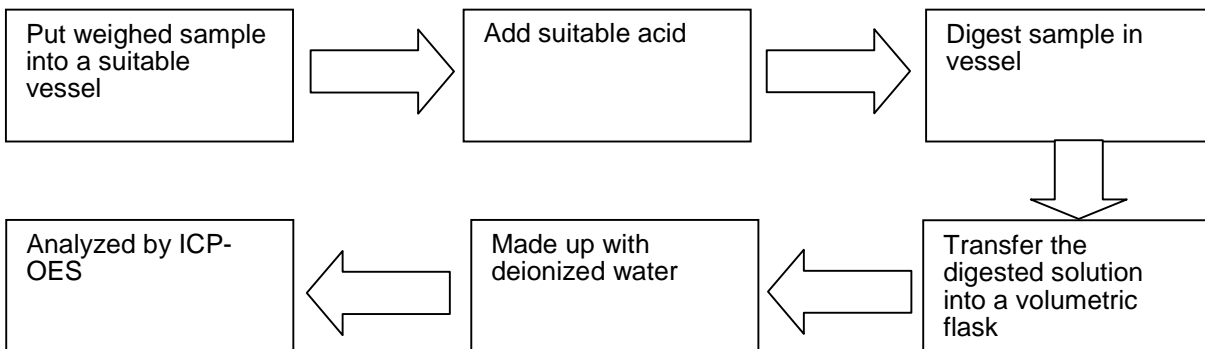 Put weighed sample
into a suitable
vessel
Add suitable acid
Digest sample in
vessel
Transfer the
digested solution
into a volumetric
flask
Made up with
deionized water
Analyzed by ICP-
OES